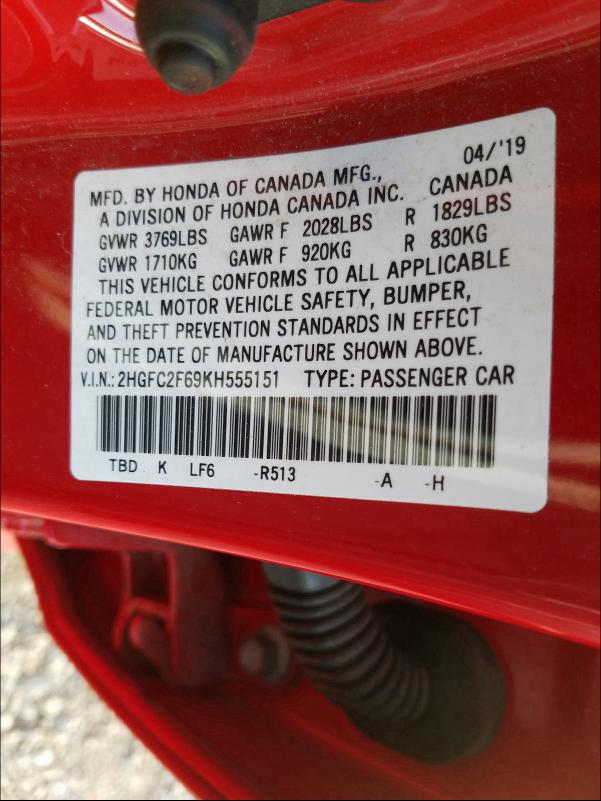 04/'19
MFD. BY HONDA OF CANADA MFG., CANADA
A DIVISION OF HONDA CANADA INC.
GVWR 3769LBS GAWR F 2028LBS R 1829LBS
GVWR 1710KG GAWR F 920KG R 830KG
THIS VEHICLE CONFORMS TO ALL APPLICABLE
FEDERAL MOTOR VEHICLE SAFETY, BUMPER,
AND THEFT PREVENTION STANDARDS IN EFFECT
ON THE DATE OF MANUFACTURE SHOWN ABOVE.
V.I.N.: 2HGFC2F69KH555151 TYPE: PASSENGER CAR
TBD K LF6 -R513 -A -H